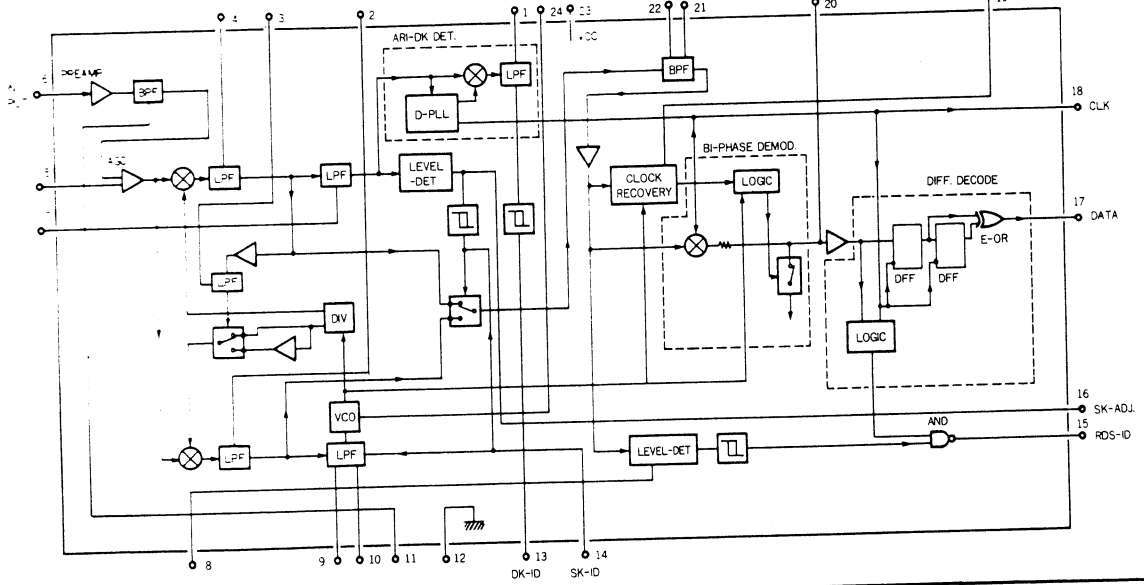 4 3 2 1 24 23 22 21 20
VCC
ARI-DK DET.
PREAMP
BPF
LPF
BPF
D-PLL
18 CLK
BI-PHASE DEMOD.
AGC
LPF
LPF
LEVEL
-DET
CLOCK
RECOVERY
LOGIC
DIFF. DECODE
17
DATA
E-OR
DFF
DFF
LPF
DIV
LOGIC
VCO
16
SK-ADJ.
AND
15
RDS-ID
LPF
LPF
LEVEL-DET
8 9 10 11 12 13 14
DK-ID SK-ID